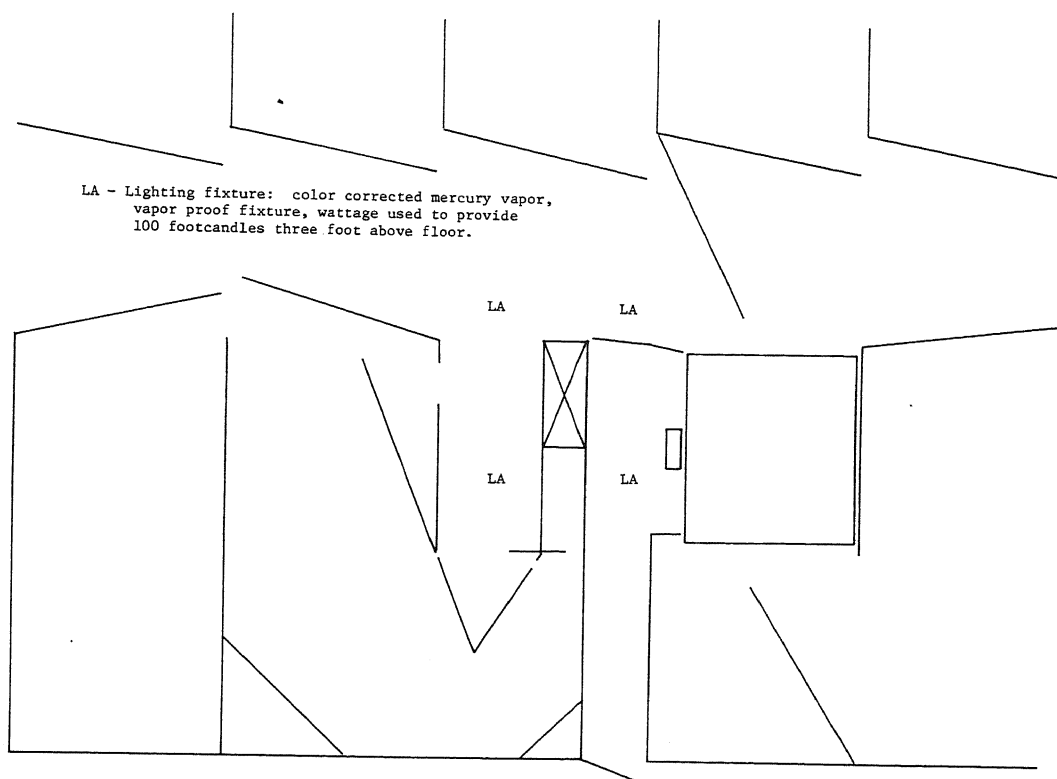 LA - Lighting fixture: color corrected mercury vapor,
vapor proof fixture, wattage used to provide
100 footcandles three foot above floor.
LA LA
LA LA